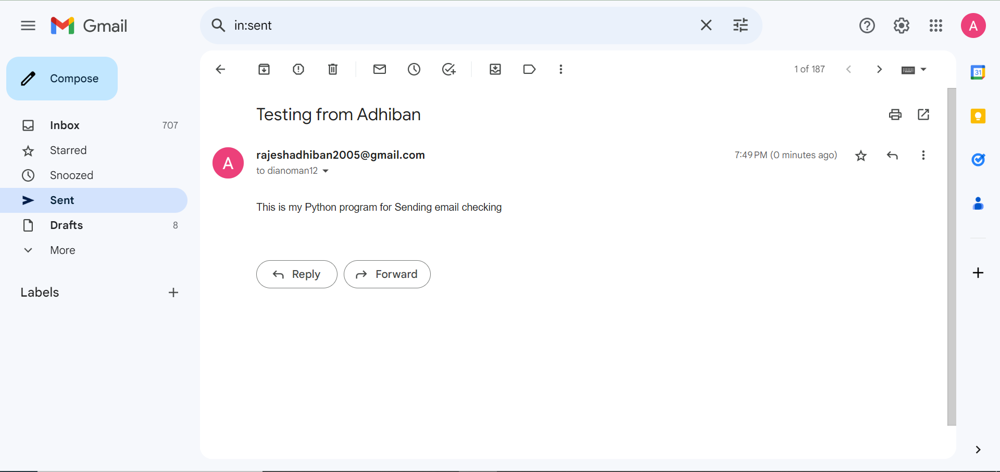 Gmail
in:sent
Compose
1 of 187
31
Testing from Adhiban
Inbox 707
Starred
Snoozed
Sent
Drafts 8
More
Labels
A
A
rajeshadhiban2005@gmail.com
7:49 PM (0 minutes ago)
to dianoman12
This is my Python program for Sending email checking
Reply
Forward